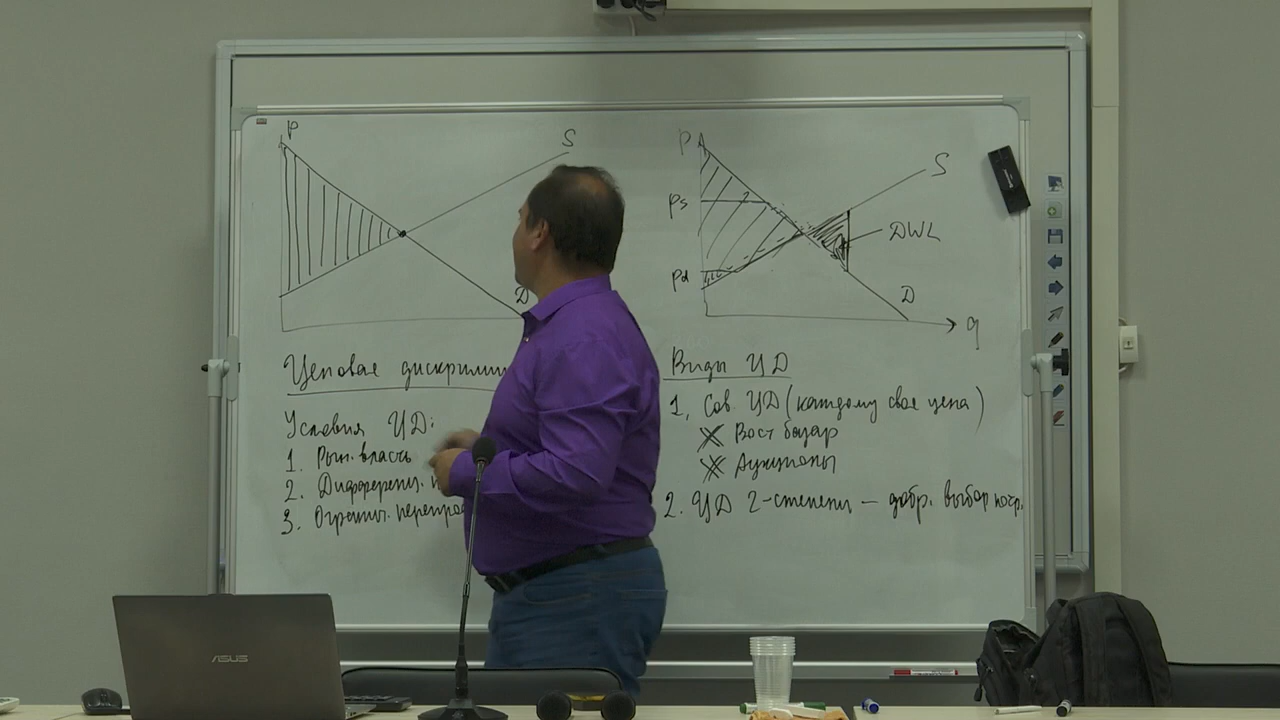 P
S
D
Ценовая дискрими
Условия ЦД:
1. Рын. власть
2. Дифференц.
3. Огранич. перепро
P
S
Ps
DWL
Pd
D
q
Виды ЦД
1. Сов. ЦД (каждому своя цена)
Вост базар
Аукционы
2. ЦД 2-степени – добр. выбор потр.
ASUS